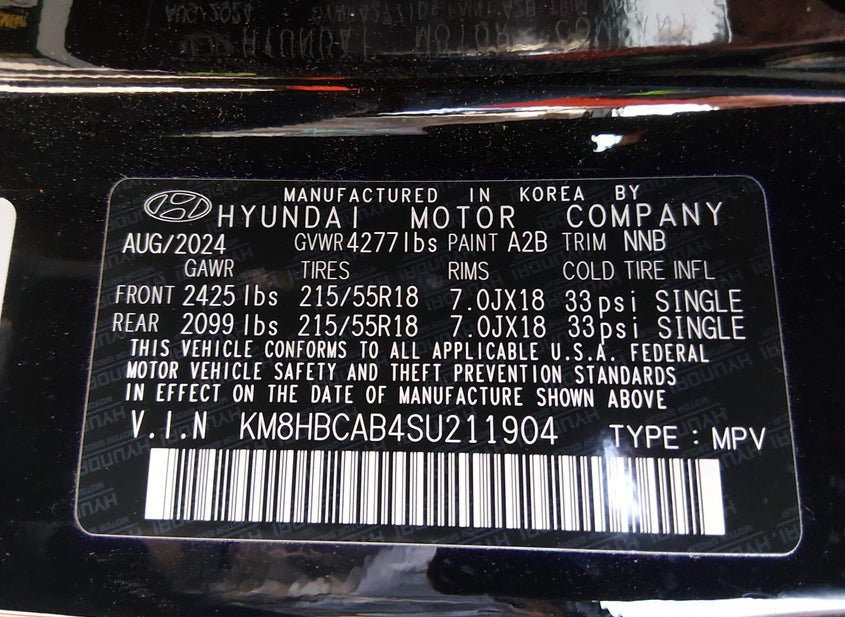 MANUFACTURED IN KOREA BY
HYUNDAI MOTOR COMPANY
AUG/2024 GVWR 4277lbs PAINT A2B TRIM NNB
GAWR TIRES RIMS COLD TIRE INFL
FRONT 2425 lbs 215/55R18 7.0JX18 33psi SINGLE
REAR 2099 lbs 215/55R18 7.0JX18 33psi SINGLE
THIS VEHICLE CONFORMS TO ALL APPLICABLE U.S.A. FEDERAL
MOTOR VEHICLE SAFETY AND THEFT PREVENTION STANDARDS
IN EFFECT ON THE DATE OF MANUFACTURE SHOWN ABOVE
V.I.N KM8HBCAB4SU211904 TYPE : MPV